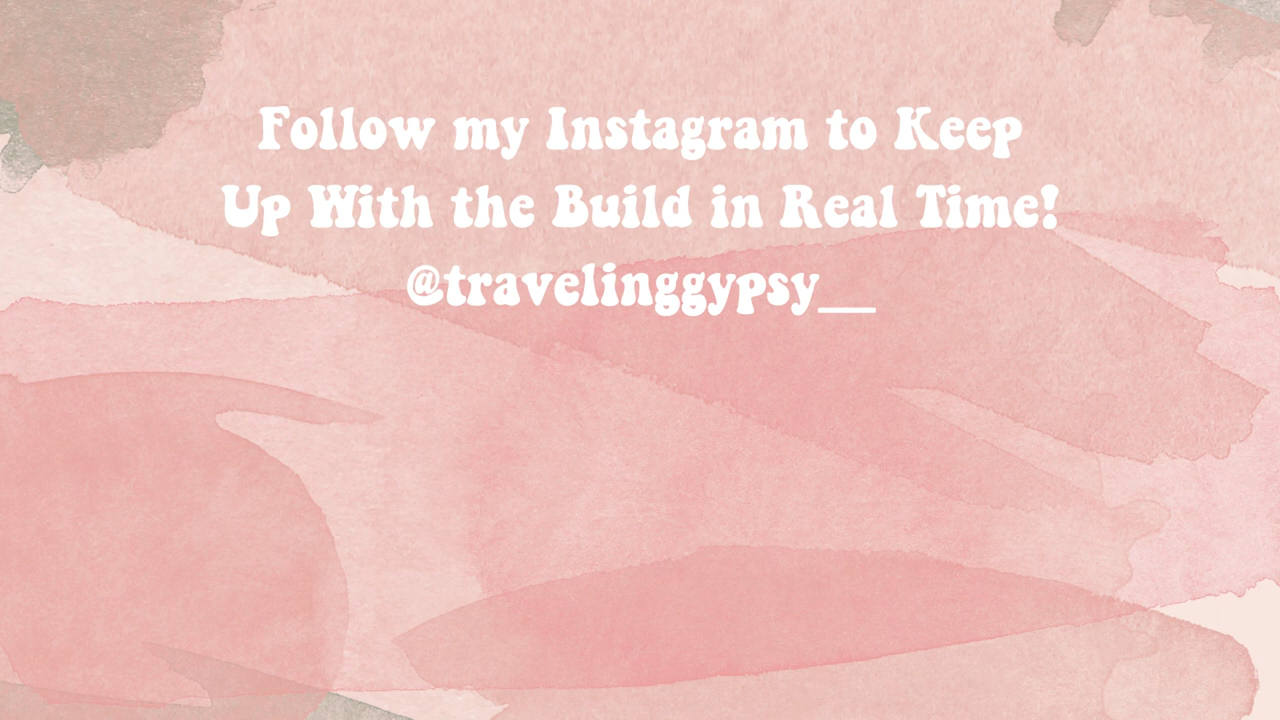 Follow my Instagram to Keep
Up With the Build in Real Time!
@travelinggypsy__